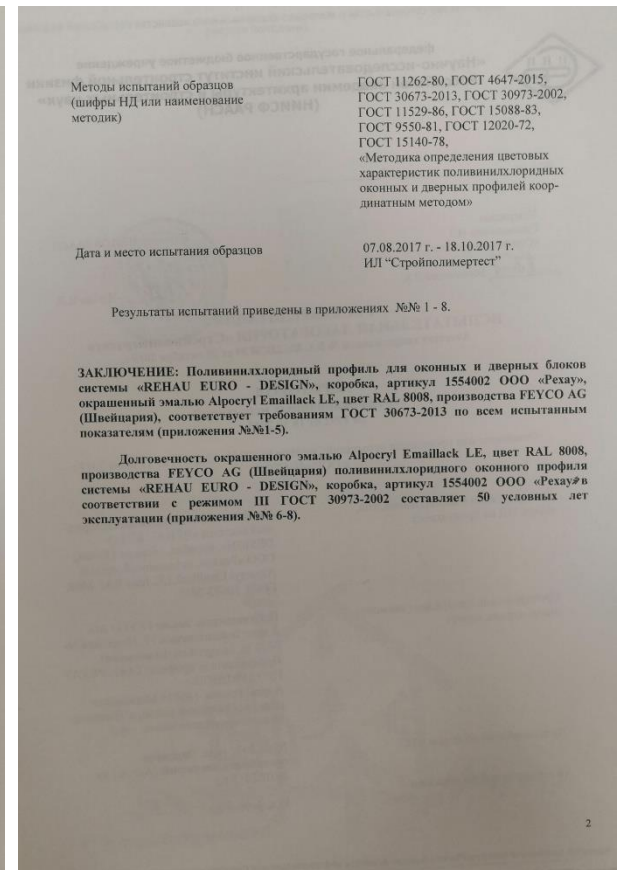 Методы испытаний образцов
(шифры НД или наименование
методик)
ГОСТ 11262-80, ГОСТ 4647-2015,
ГОСТ 30673-2013, ГОСТ 30973-2002,
ГОСТ 11529-86, ГОСТ 15088-83,
ГОСТ 9550-81, ГОСТ 12020-72,
ГОСТ 15140-78,
«Методика определения цветовых
характеристик поливинилхлоридных
оконных и дверных профилей коор-
динатным методом»
Дата и место испытания образцов
07.08.2017 г. - 18.10.2017 г.
ИЛ “Стройполимертест”
Результаты испытаний приведены в приложениях №№ 1 - 8.
ЗАКЛЮЧЕНИЕ: Поливинилхлоридный профиль для оконных и дверных блоков
системы «REHAU EURO - DESIGN», коробка, артикул 1554002 ООО «Рехау»,
окрашенный эмалью Alpocryl Emaillack LE, цвет RAL 8008, производства FEYCO AG
(Швейцария), соответствует требованиям ГОСТ 30673-2013 по всем испытанным
показателям (приложения №№1-5).
Долговечность окрашенного эмалью Alpocryl Emaillack LE, цвет RAL 8008,
производства FEYCO AG (Швейцария) поливинилхлоридного оконного профиля
системы «REHAU EURO - DESIGN», коробка, артикул 1554002 ООО «Рехау» в
соответствии с режимом III ГОСТ 30973-2002 составляет 50 условных лет
эксплуатации (приложения №№ 6-8).
2